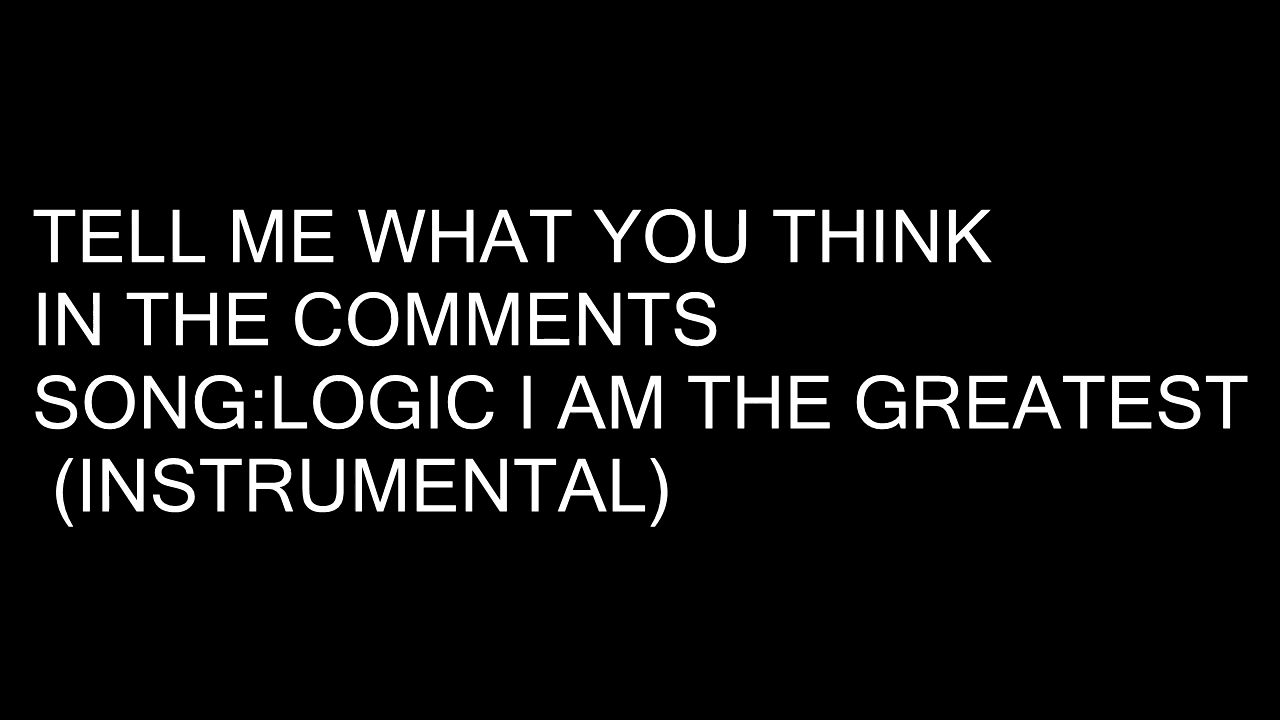 TELL ME WHAT YOU THINK
IN THE COMMENTS
SONG:LOGIC I AM THE GREATEST
(INSTRUMENTAL)